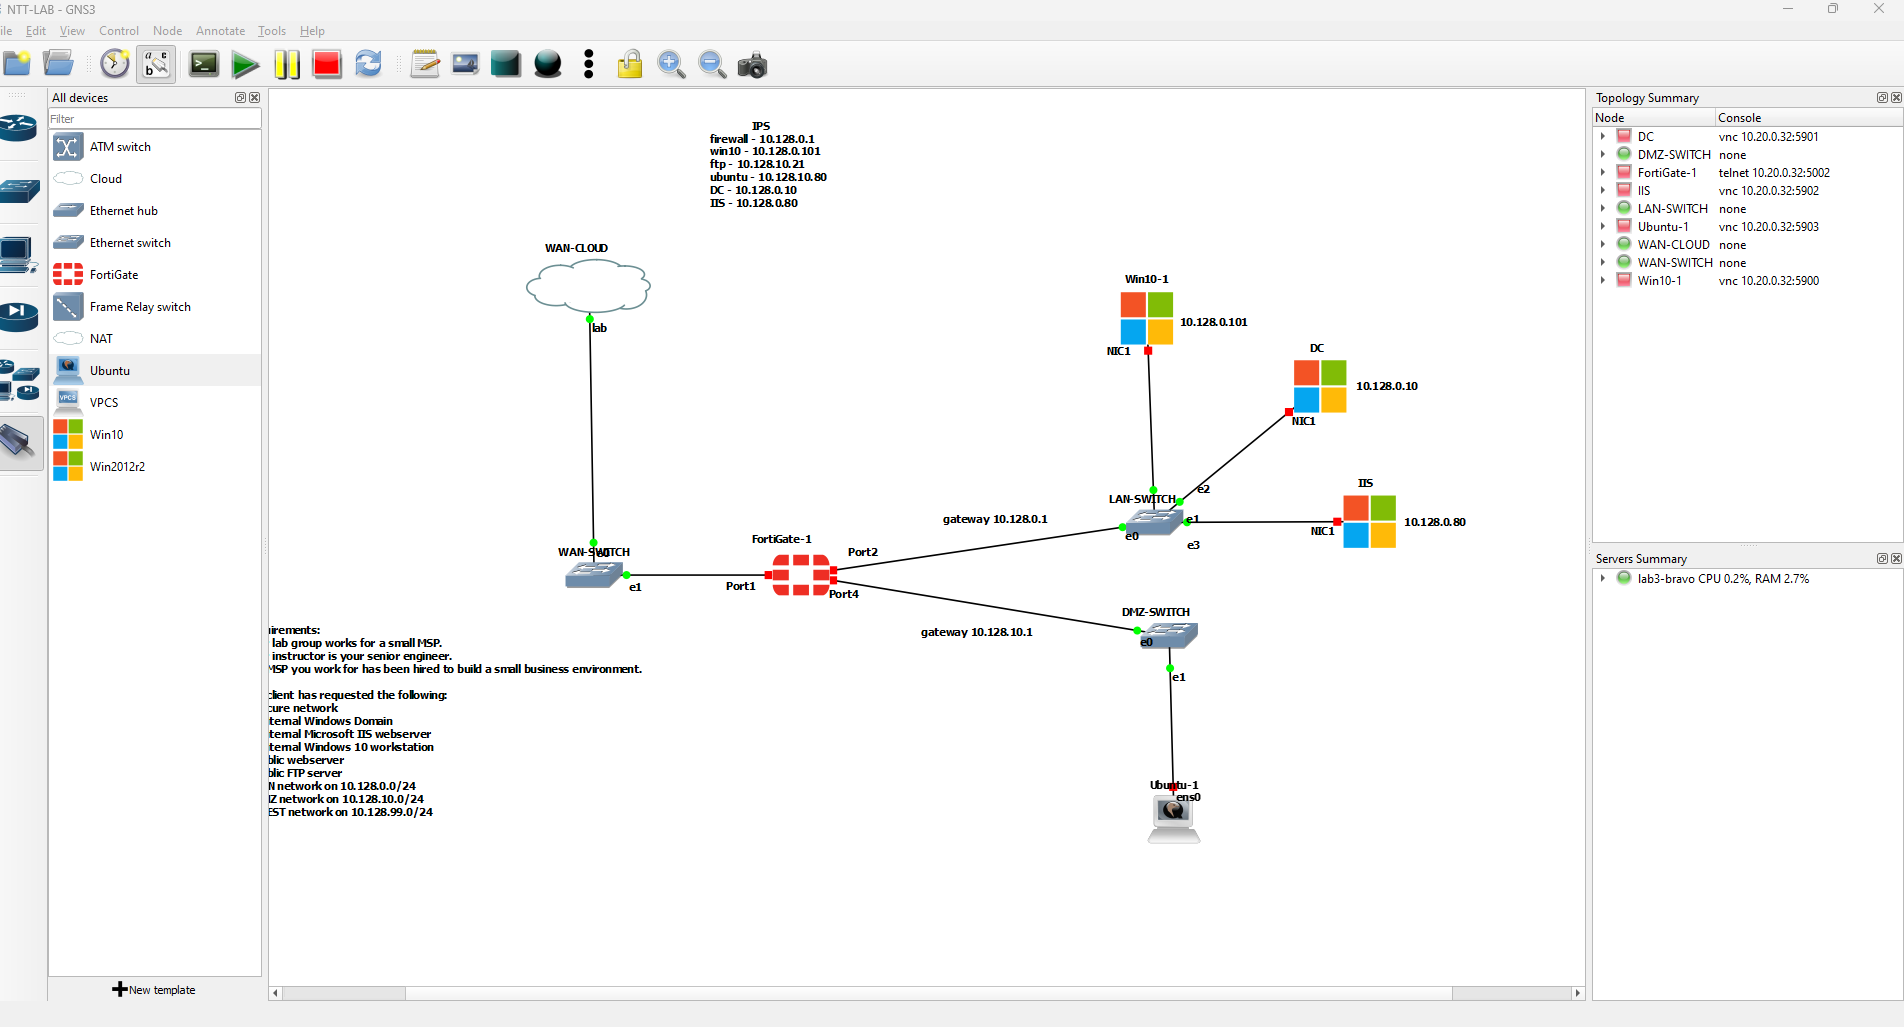 NTT-LAB - GNS3
ile Edit View Control Node Annotate Tools Help
All devices
Filter
ATM switch
Cloud
Ethernet hub
Ethernet switch
FortiGate
Frame Relay switch
NAT
Ubuntu
VPCS
Win10
Win2012r2
New template
IPS
firewall - 10.128.0.1
win10 - 10.128.0.101
ftp - 10.128.10.21
ubuntu - 10.128.10.80
DC - 10.128.0.10
IIS - 10.128.0.80
WAN-CLOUD
lab
Win10-1
10.128.0.101
NIC1
DC
10.128.0.10
NIC1
IIS
10.128.0.80
NIC1
LAN-SWITCH
e2
e1
e0
e3
gateway 10.128.0.1
FortiGate-1
Port2
Port1
Port4
WAN-SWITCH
e0
e1
gateway 10.128.10.1
DMZ-SWITCH
e0
e1
Ubuntu-1
ens0
irements:
lab group works for a small MSP.
instructor is your senior engineer.
MSP you work for has been hired to build a small business environment.
client has requested the following:
cure network
ternal Windows Domain
ternal Microsoft IIS webserver
ternal Windows 10 workstation
blic webserver
blic FTP server
N network on 10.128.0.0/24
IZ network on 10.128.10.0/24
EST network on 10.128.99.0/24
Topology Summary
Node Console
DC vnc 10.20.0.32:5901
DMZ-SWITCH none
FortiGate-1 telnet 10.20.0.32:5002
IIS vnc 10.20.0.32:5902
LAN-SWITCH none
Ubuntu-1 vnc 10.20.0.32:5903
WAN-CLOUD none
WAN-SWITCH none
Win10-1 vnc 10.20.0.32:5900
Servers Summary
lab3-bravo CPU 0.2%, RAM 2.7%